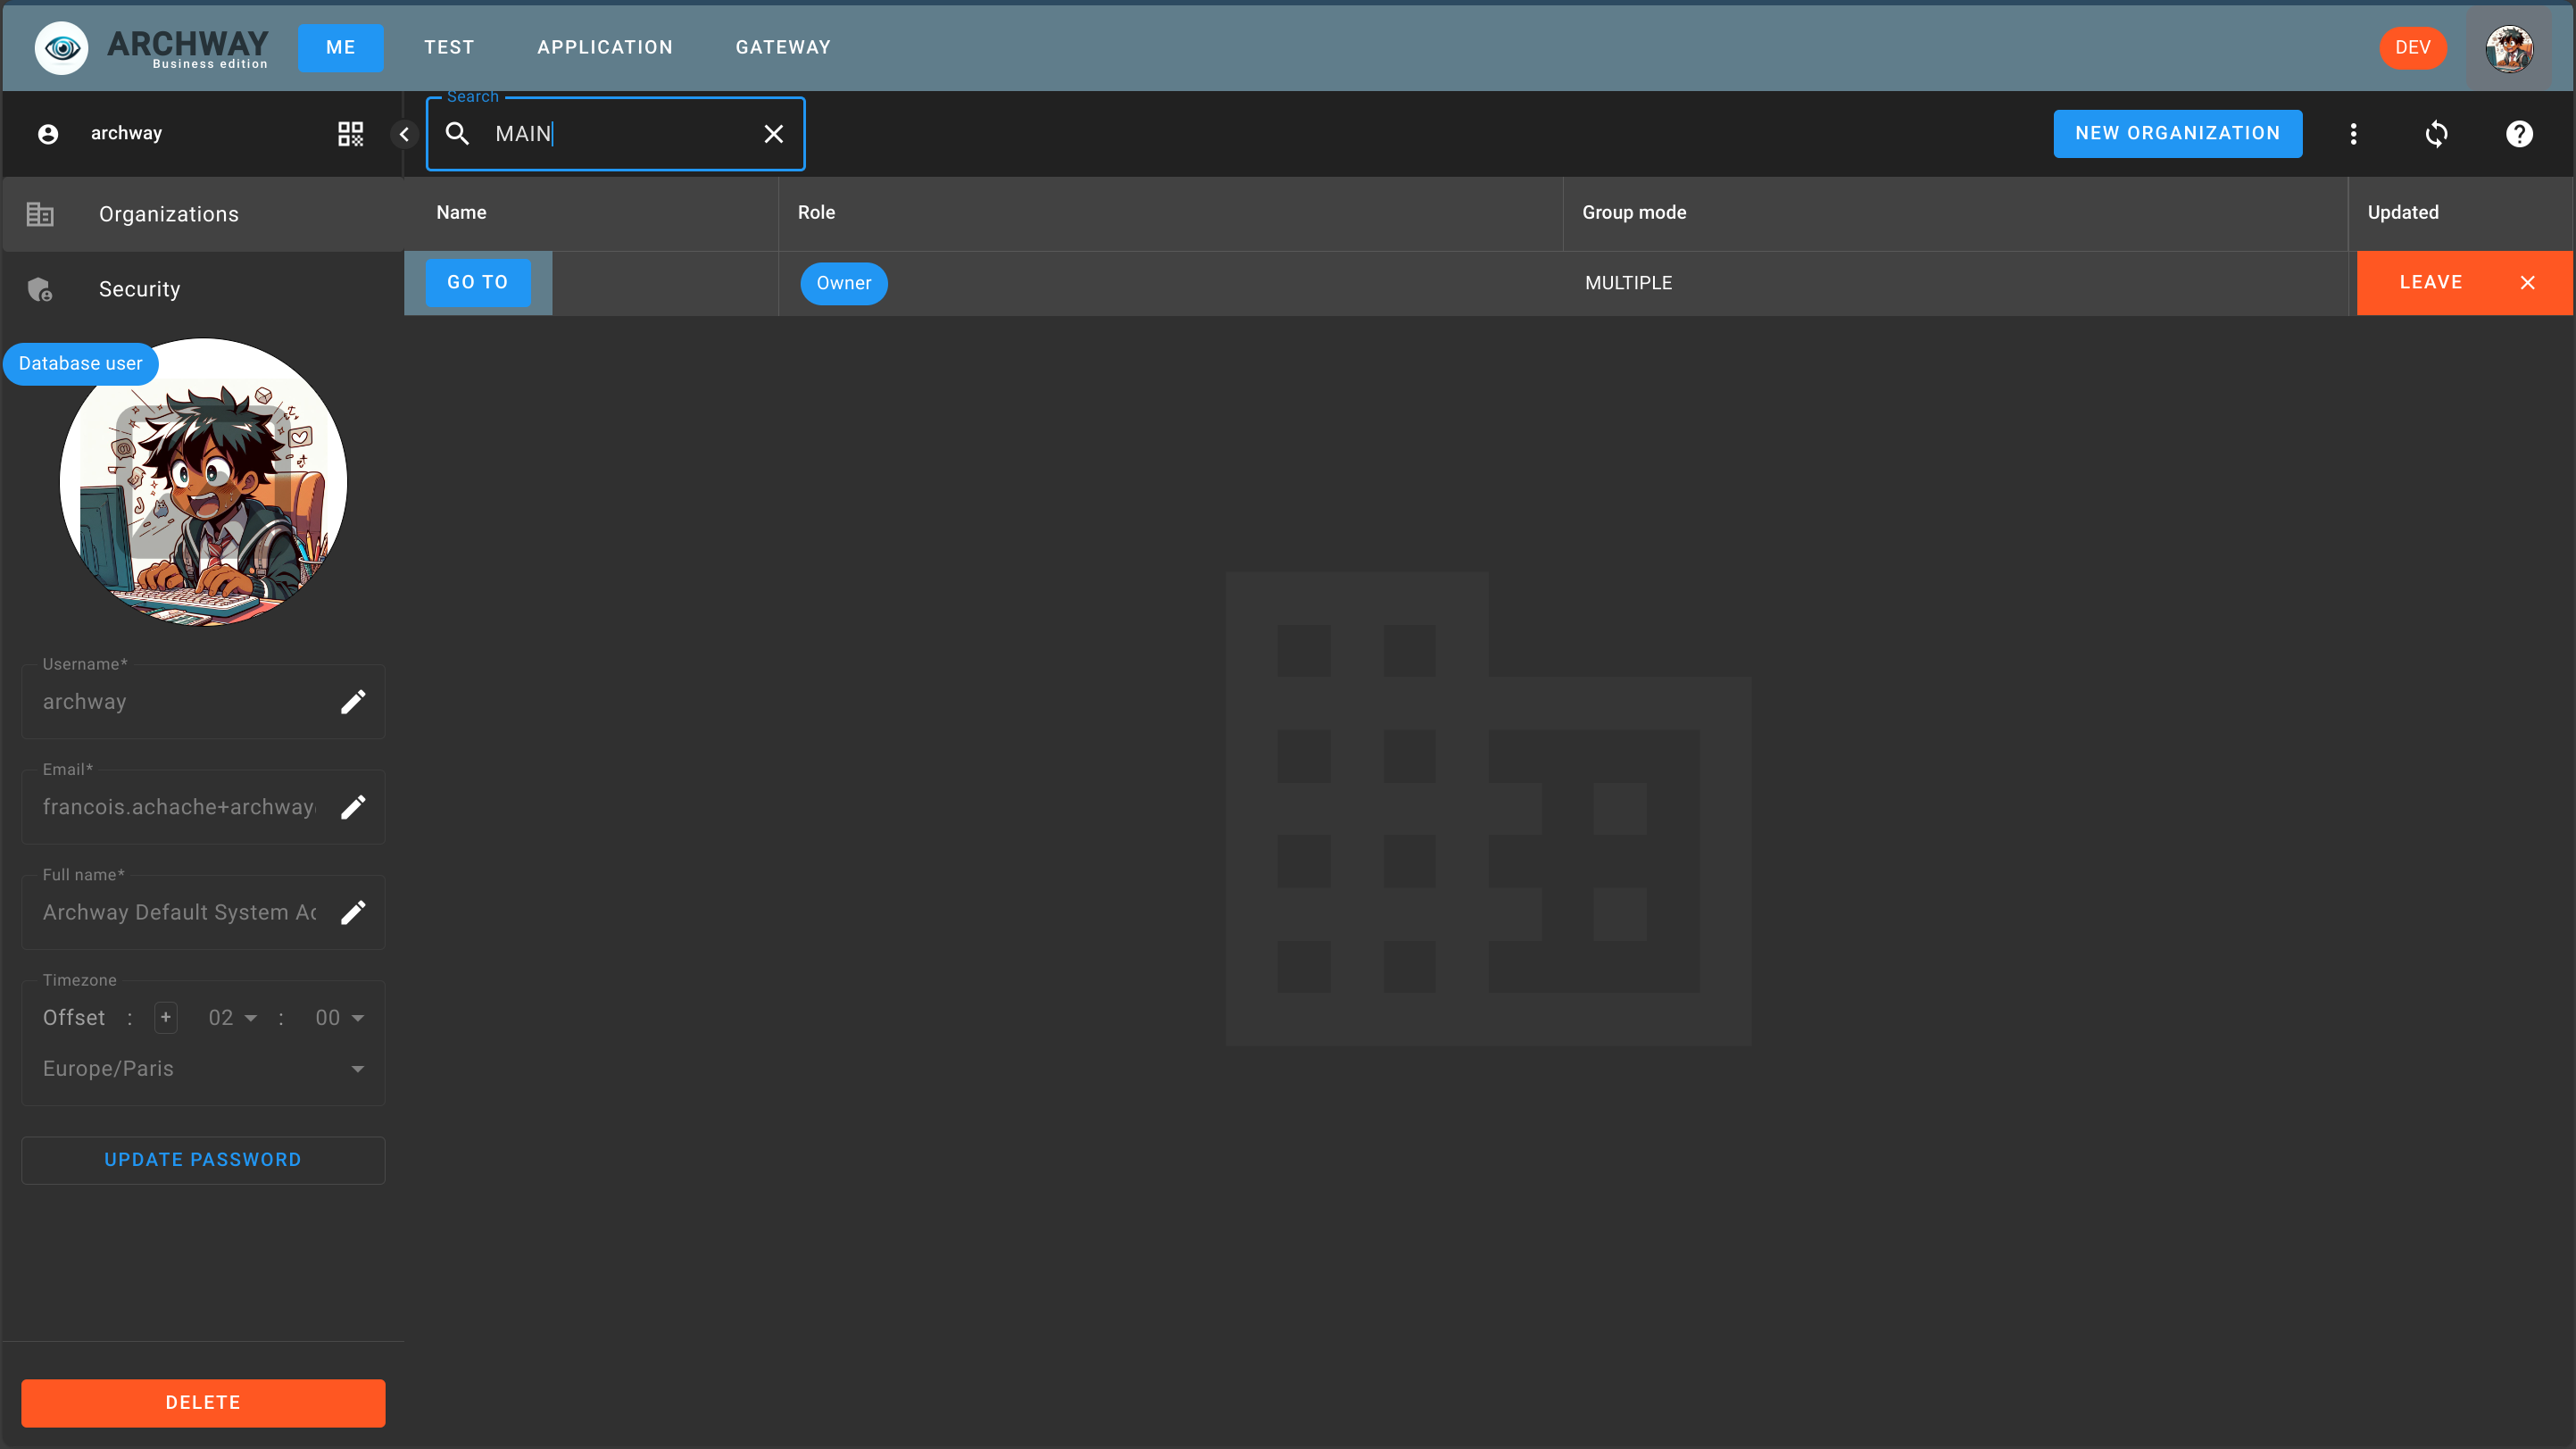 ARCHWAY
Business edition
ME
TEST
APPLICATION
GATEWAY
DEV
archway
Search
MAIN
NEW ORGANIZATION
Organizations
Security
Name
Role
Group mode
Updated
GO TO
Owner
MULTIPLE
LEAVE
Database user
Username*
archway
Email*
francois.achache+archway
Full name*
Archway Default System
Timezone
Offset : + 02 : 00
Europe/Paris
UPDATE PASSWORD
DELETE